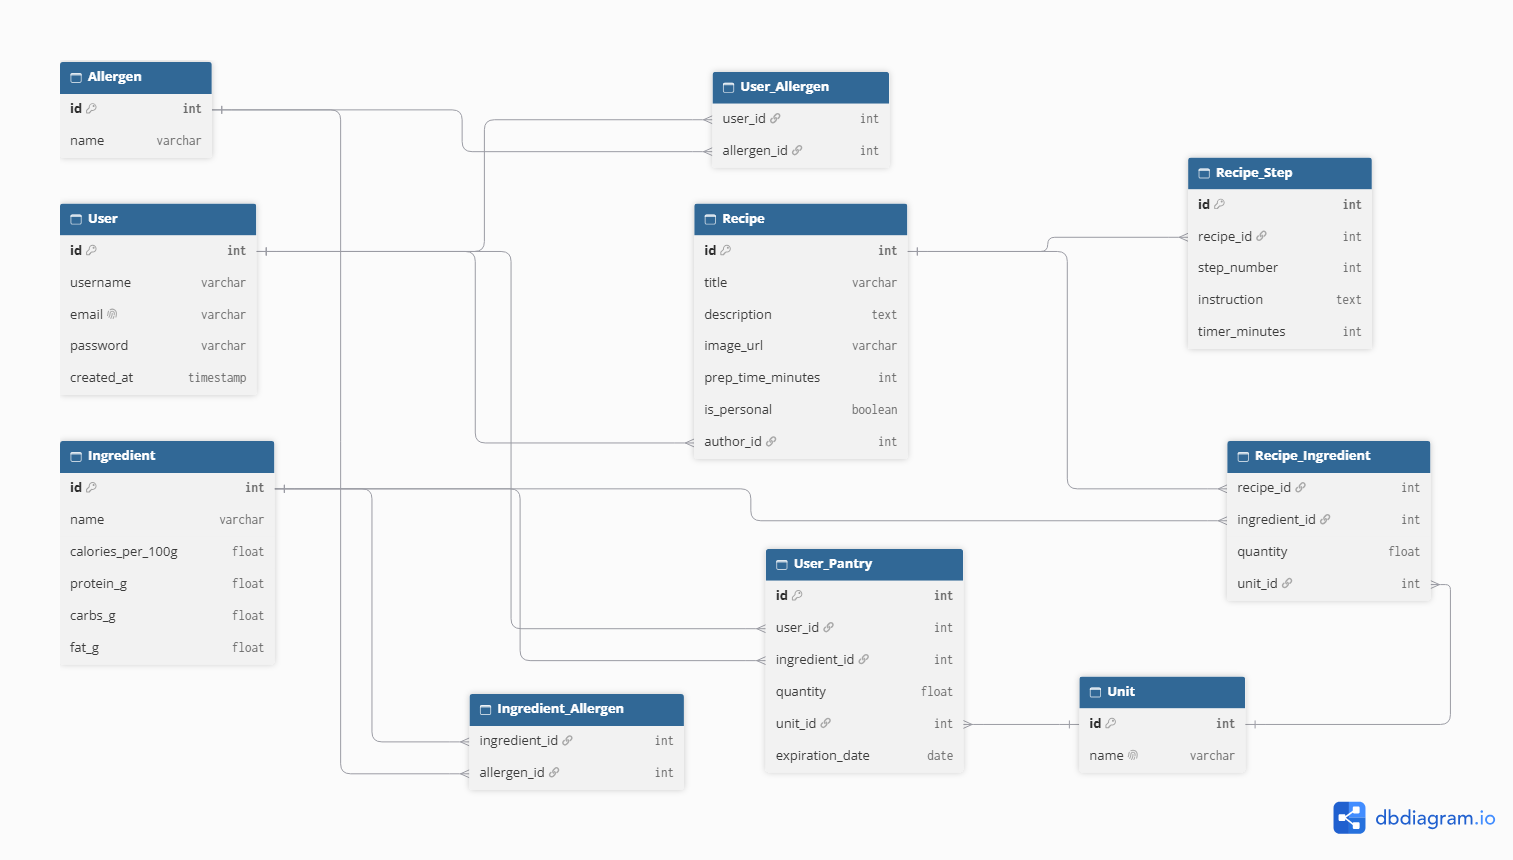 Allergen
id int
name varchar
User_Allergen
user_id int
allergen_id int
Recipe_Step
id int
recipe_id int
step_number int
instruction text
timer_minutes int
User
id int
username varchar
email varchar
password varchar
created_at timestamp
Recipe
id int
title varchar
description text
image_url varchar
prep_time_minutes int
is_personal boolean
author_id int
Ingredient
id int
name varchar
calories_per_100g float
protein_g float
carbs_g float
fat_g float
Recipe_Ingredient
recipe_id int
ingredient_id int
quantity float
unit_id int
User_Pantry
id int
user_id int
ingredient_id int
quantity float
unit_id int
expiration_date date
Unit
id int
name varchar
Ingredient_Allergen
ingredient_id int
allergen_id int
dbdiagram.io